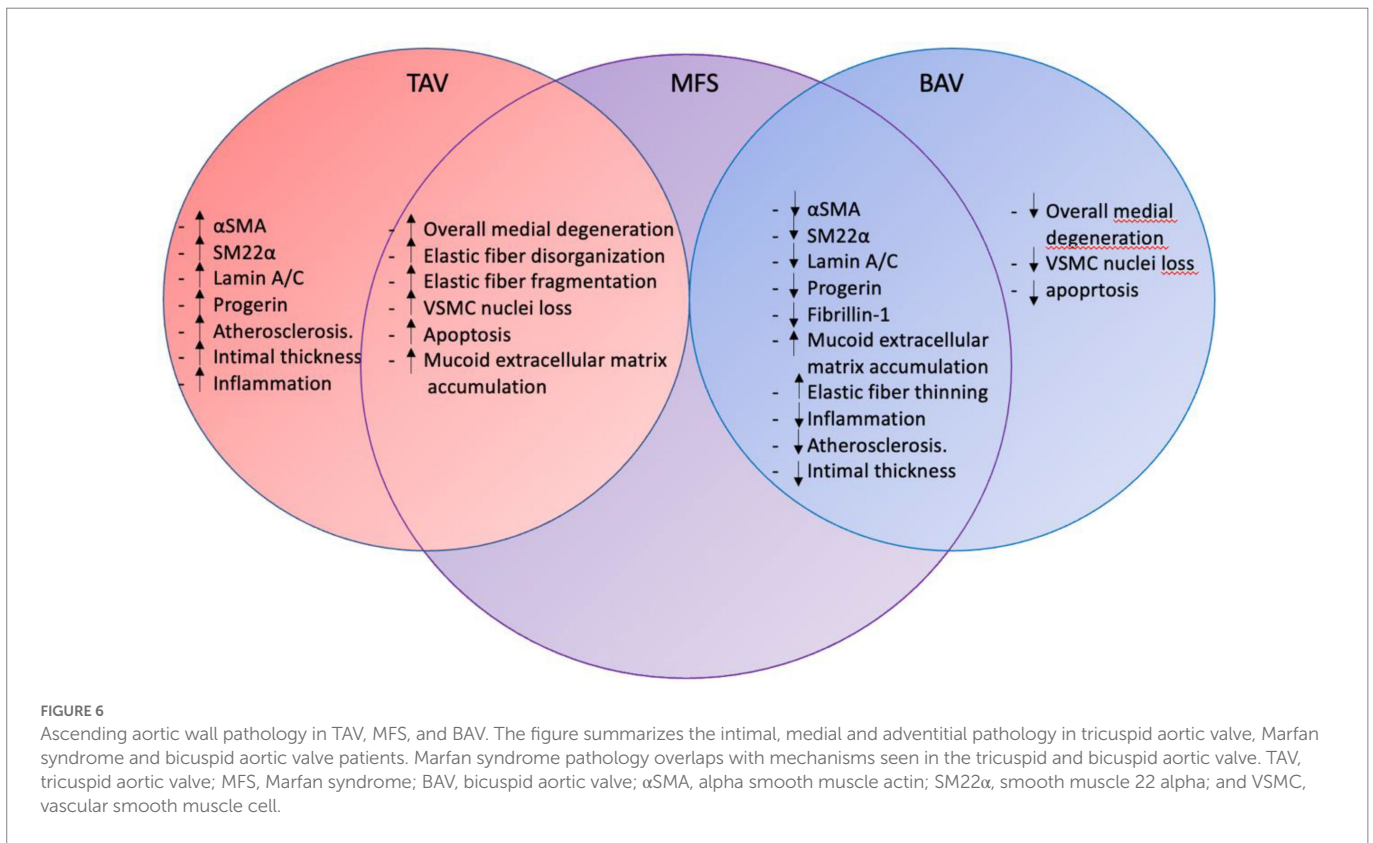 TAV
MFS
BAV
- ↑ αSMA
- ↑ SM22α
- ↑ Lamin A/C
- ↑ Progerin
- ↑ Atherosclerosis.
- ↑ Intimal thickness
- ↑ Inflammation
- ↑ Overall medial degeneration
- ↑ Elastic fiber disorganization
- ↑ Elastic fiber fragmentation
- ↑ VSMC nuclei loss
- ↑ Apoptosis
- ↑ Mucoid extracellular matrix
accumulation
- ↓ αSMA
- ↓ SM22α
- ↓ Lamin A/C
- ↓ Progerin
- ↓ Fibrillin-1
- ↑ Mucoid extracellular
matrix accumulation
- ↑ Elastic fiber thinning
- ↓ Inflammation
- ↓ Atherosclerosis.
- ↓ Intimal thickness
- ↓ Overall medial
degeneration
- ↓ VSMC nuclei loss
- ↓ apoprtosis
FIGURE 6
Ascending aortic wall pathology in TAV, MFS, and BAV. The figure summarizes the intimal, medial and adventitial pathology in tricuspid aortic valve, Marfan
syndrome and bicuspid aortic valve patients. Marfan syndrome pathology overlaps with mechanisms seen in the tricuspid and bicuspid aortic valve. TAV,
tricuspid aortic valve; MFS, Marfan syndrome; BAV, bicuspid aortic valve; αSMA, alpha smooth muscle actin; SM22α, smooth muscle 22 alpha; and VSMC,
vascular smooth muscle cell.